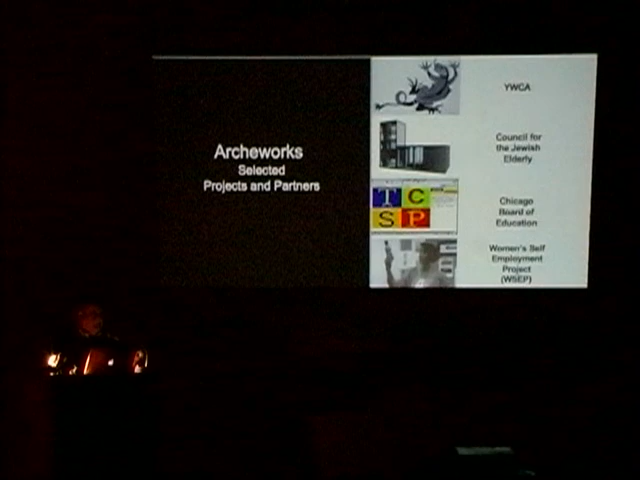 Archeworks
Selected
Projects and Partners
YWCA
Council for
the Jewish
Elderly
T C
S P
Chicago
Board of
Education
Women's Self
Employment
Project
(WSEP)